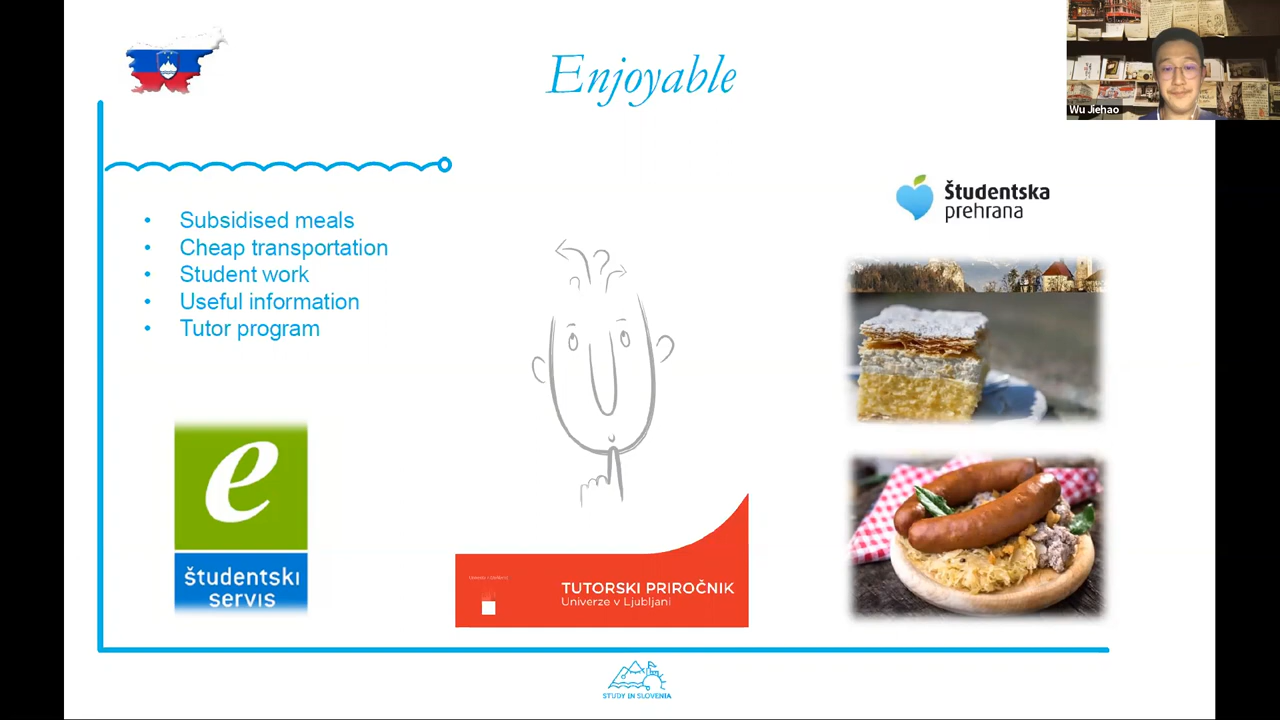 Enjoyable
Wu Jiehao
• Subsidised meals
• Cheap transportation
• Student work
• Useful information
• Tutor program
Študentska
prehrana
e
študentski
servis
TUTORSKI PRIROČNIK
Univerze v Ljubljani
STUDY IN SLOVENIA